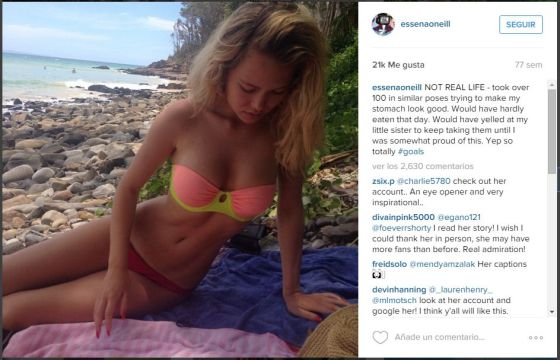 essenaoneill
SEGUIR
21k Me gusta
77 sem
essenaoneill NOT REAL LIFE - took over
100 in similar poses trying to make my
stomach look good. Would have hardly
eaten that day. Would have yelled at my
little sister to keep taking them until I
was somewhat proud of this. Yep so
totally #goals
ver los 2,630 comentarios
zsix.p @charlie5780 check out her
account.. An eye opener and very
inspirational..
divainpink5000 @egano121
@foeverrshorty I read her story! I wish I
could thank her in person, she may have
more fans than before. Real admiration!
freidsolo @mendyamzalak Her captions
devinhanning @_laurenhenry_
@mlmotsch look at her account and
google her! I think y'all will like this.
Añade un comentario...